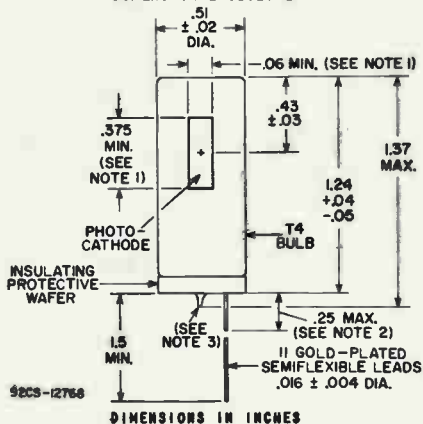 .51
± .02
DIA.
.06 MIN. (SEE NOTE 1)
.43
±.03
.375
MIN.
(SEE
NOTE 1)
1.37
MAX.
1.24
+.04
-.05
PHOTO-
CATHODE
T4
BULB
INSULATING
PROTECTIVE
WAFER
(SEE
NOTE 3)
.25 MAX.
(SEE NOTE 2)
1.5
MIN.
11 GOLD-PLATED
SEMIFLEXIBLE LEADS
.016 ± .004 DIA.
92CS-12768
DIMENSIONS IN INCHES